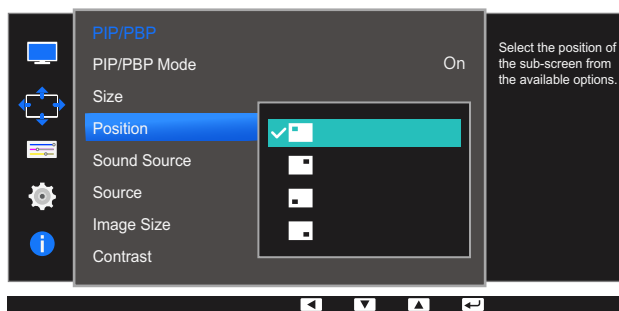 PIP/PBP
PIP/PBP Mode
On
Size
Position
Sound Source
Source
Image Size
Contrast
Select the position of
the sub-screen from
the available options.